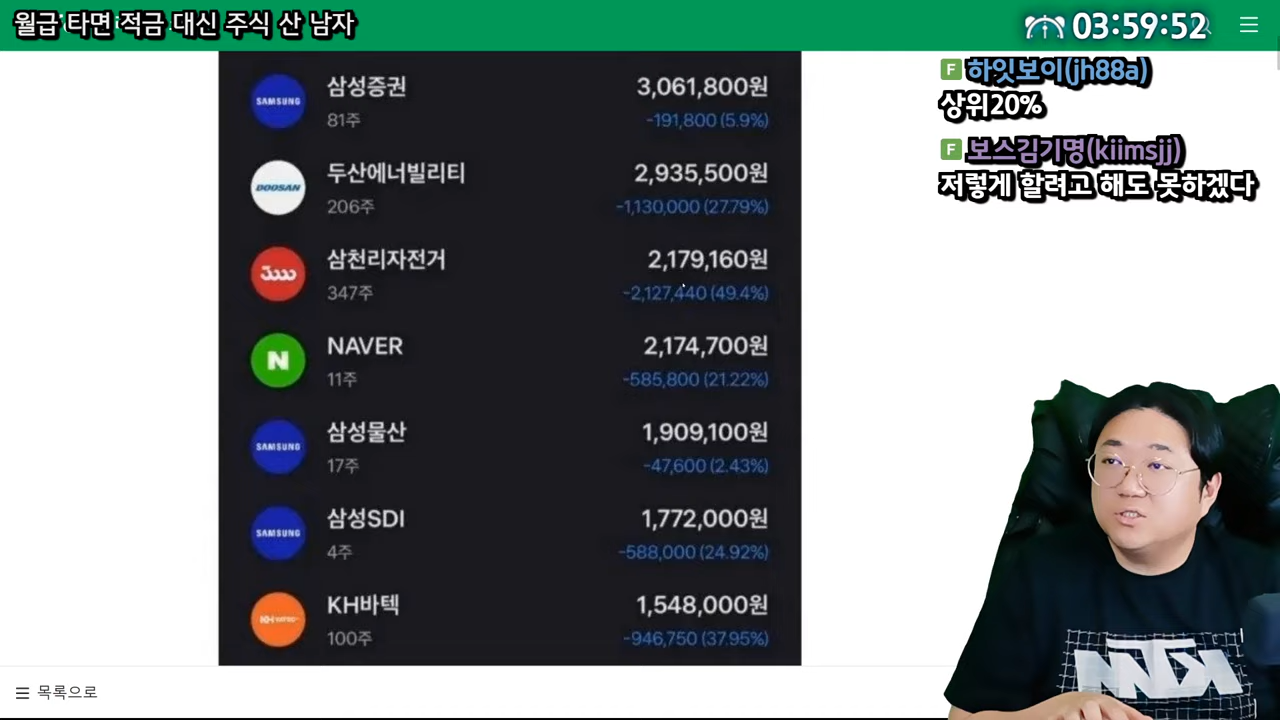 월급 타면 적금 대신 주식 산 남자
03:59:52
F 하잇보이(jh88a)
상위20%
F 보스김기명(kiimsjj)
저렇게 할려고 해도 못하겠다
SAMSUNG 삼성증권 3,061,800원
81주 -191,800 (5.9%)
DOOSAN 두산에너빌리티 2,935,500원
206주 -1,130,000 (27.79%)
삼천리자전거 2,179,160원
347주 -2,127,440 (49.4%)
N NAVER 2,174,700원
11주 -585,800 (21.22%)
SAMSUNG 삼성물산 1,909,100원
17주 -47,600 (2.43%)
SAMSUNG 삼성SDI 1,772,000원
4주 -588,000 (24.92%)
KH바텍 1,548,000원
100주 -946,750 (37.95%)
목록으로